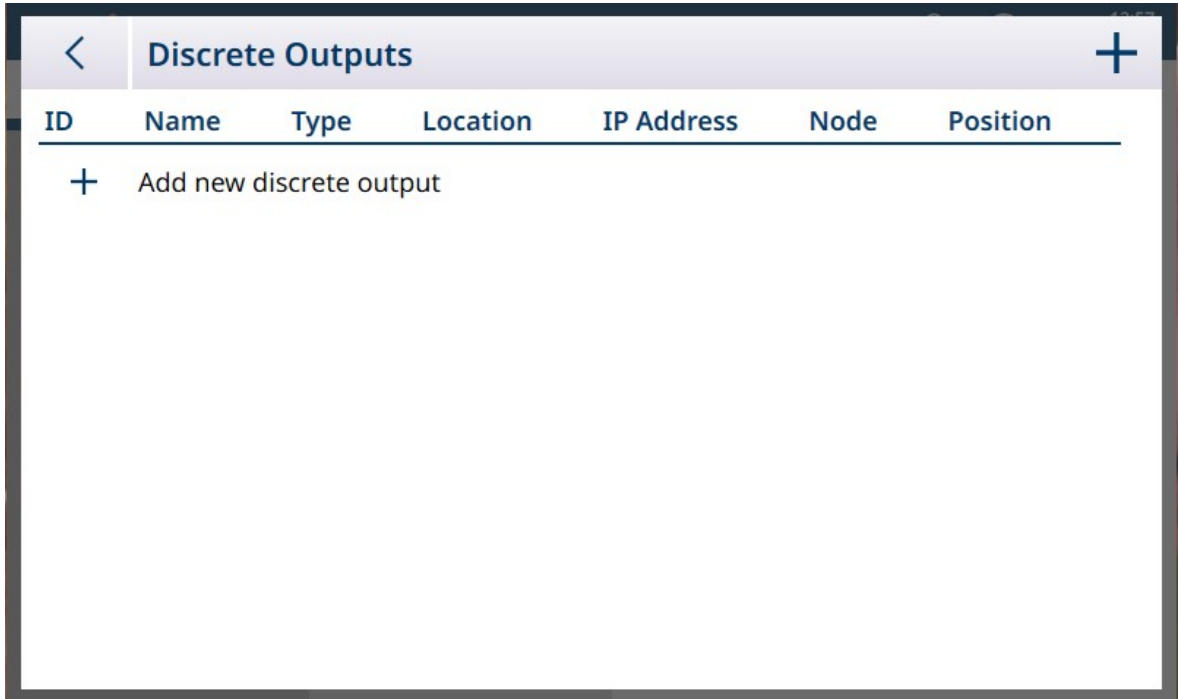 Discrete Outputs
ID Name Type Location IP Address Node Position
Add new discrete output